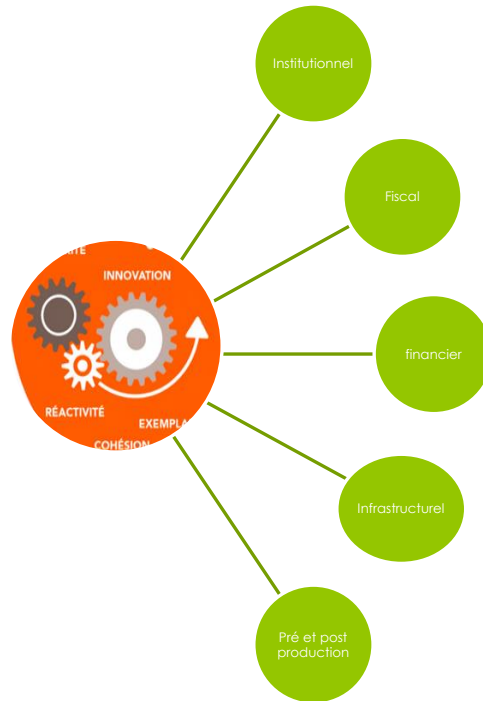 Institutionnel
Fiscal
INNOVATION
financier
RÉACTIVITÉ
COHÉSION
Infrastructurel
Pré et post
production